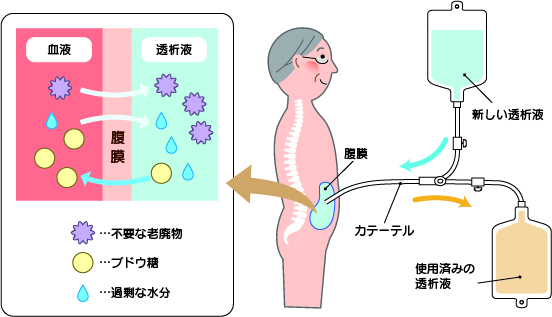 血液
透析液
腹膜
…不要な老廃物
…ブドウ糖
…過剰な水分
腹膜
カテーテル
新しい透析液
使用済みの
透析液